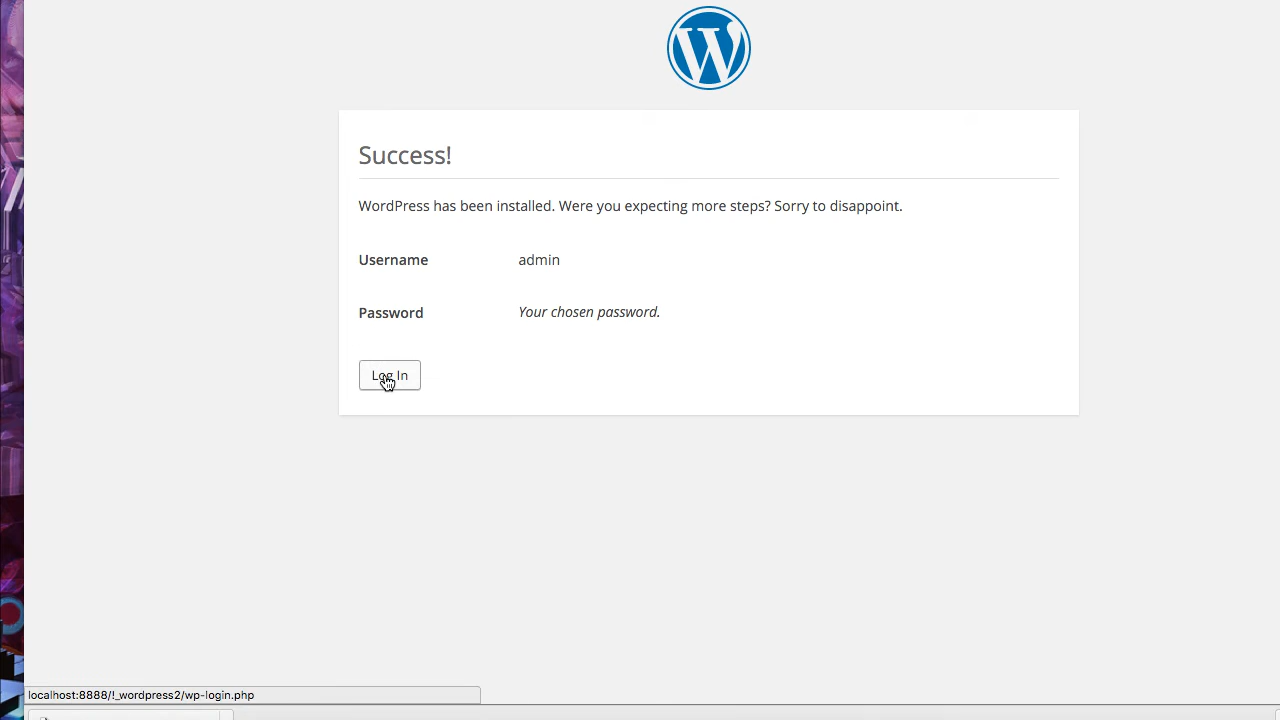 Success!
WordPress has been installed. Were you expecting more steps? Sorry to disappoint.
Username admin
Password Your chosen password.
Log In
localhost:8888/!_wordpress2/wp-login.php